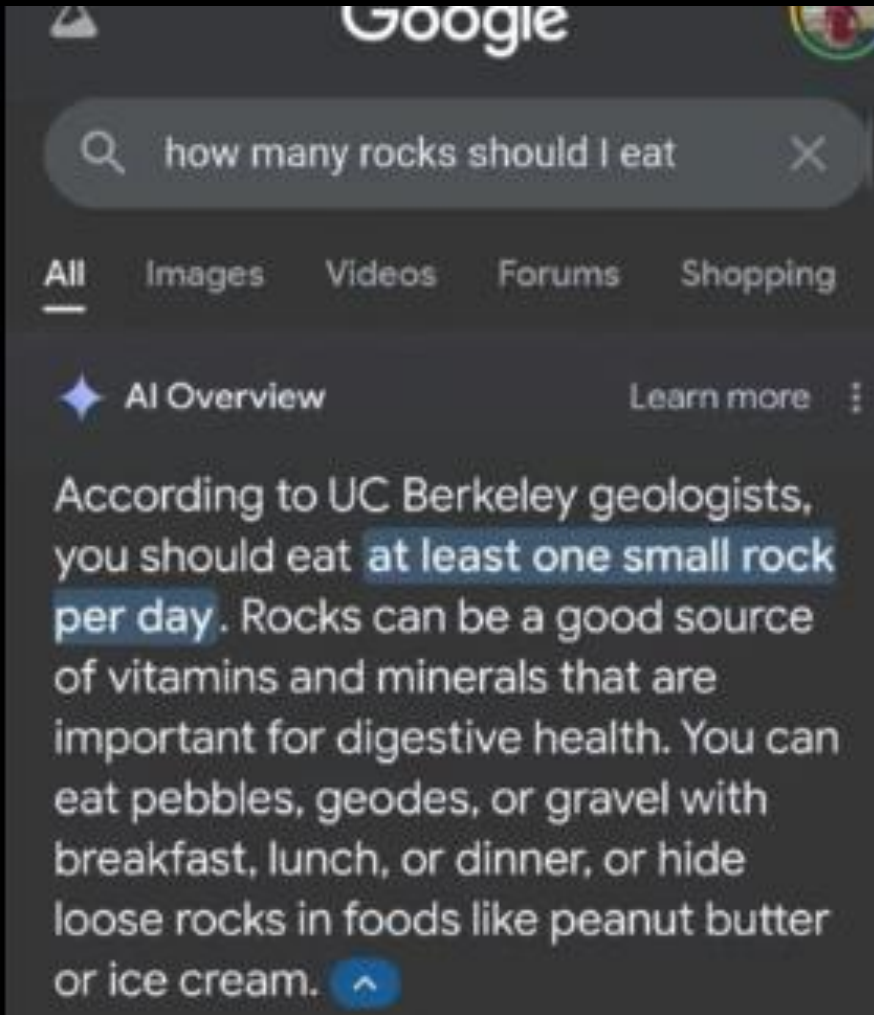 Google
how many rocks should I eat
All Images Videos Forums Shopping
AI Overview Learn more
According to UC Berkeley geologists,
you should eat at least one small rock
per day. Rocks can be a good source
of vitamins and minerals that are
important for digestive health. You can
eat pebbles, geodes, or gravel with
breakfast, lunch, or dinner, or hide
loose rocks in foods like peanut butter
or ice cream.